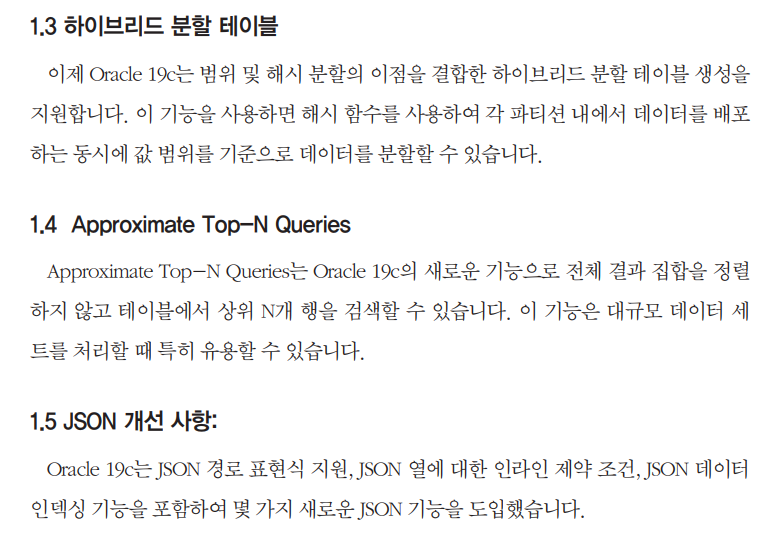 1.3 하이브리드 분할 테이블
이제 Oracle 19c는 범위 및 해시 분할의 이점을 결합한 하이브리드 분할 테이블 생성을
지원합니다. 이 기능을 사용하면 해시 함수를 사용하여 각 파티션 내에서 데이터를 배포
하는 동시에 값 범위를 기준으로 데이터를 분할할 수 있습니다.
1.4 Approximate Top-N Queries
Approximate Top-N Queries는 Oracle 19c의 새로운 기능으로 전체 결과 집합을 정렬
하지 않고 테이블에서 상위 N개 행을 검색할 수 있습니다. 이 기능은 대규모 데이터 세
트를 처리할 때 특히 유용할 수 있습니다.
1.5 JSON 개선 사항:
Oracle 19c는 JSON 경로 표현식 지원, JSON 열에 대한 인라인 제약 조건, JSON 데이터
인덱싱 기능을 포함하여 몇 가지 새로운 JSON 기능을 도입했습니다.